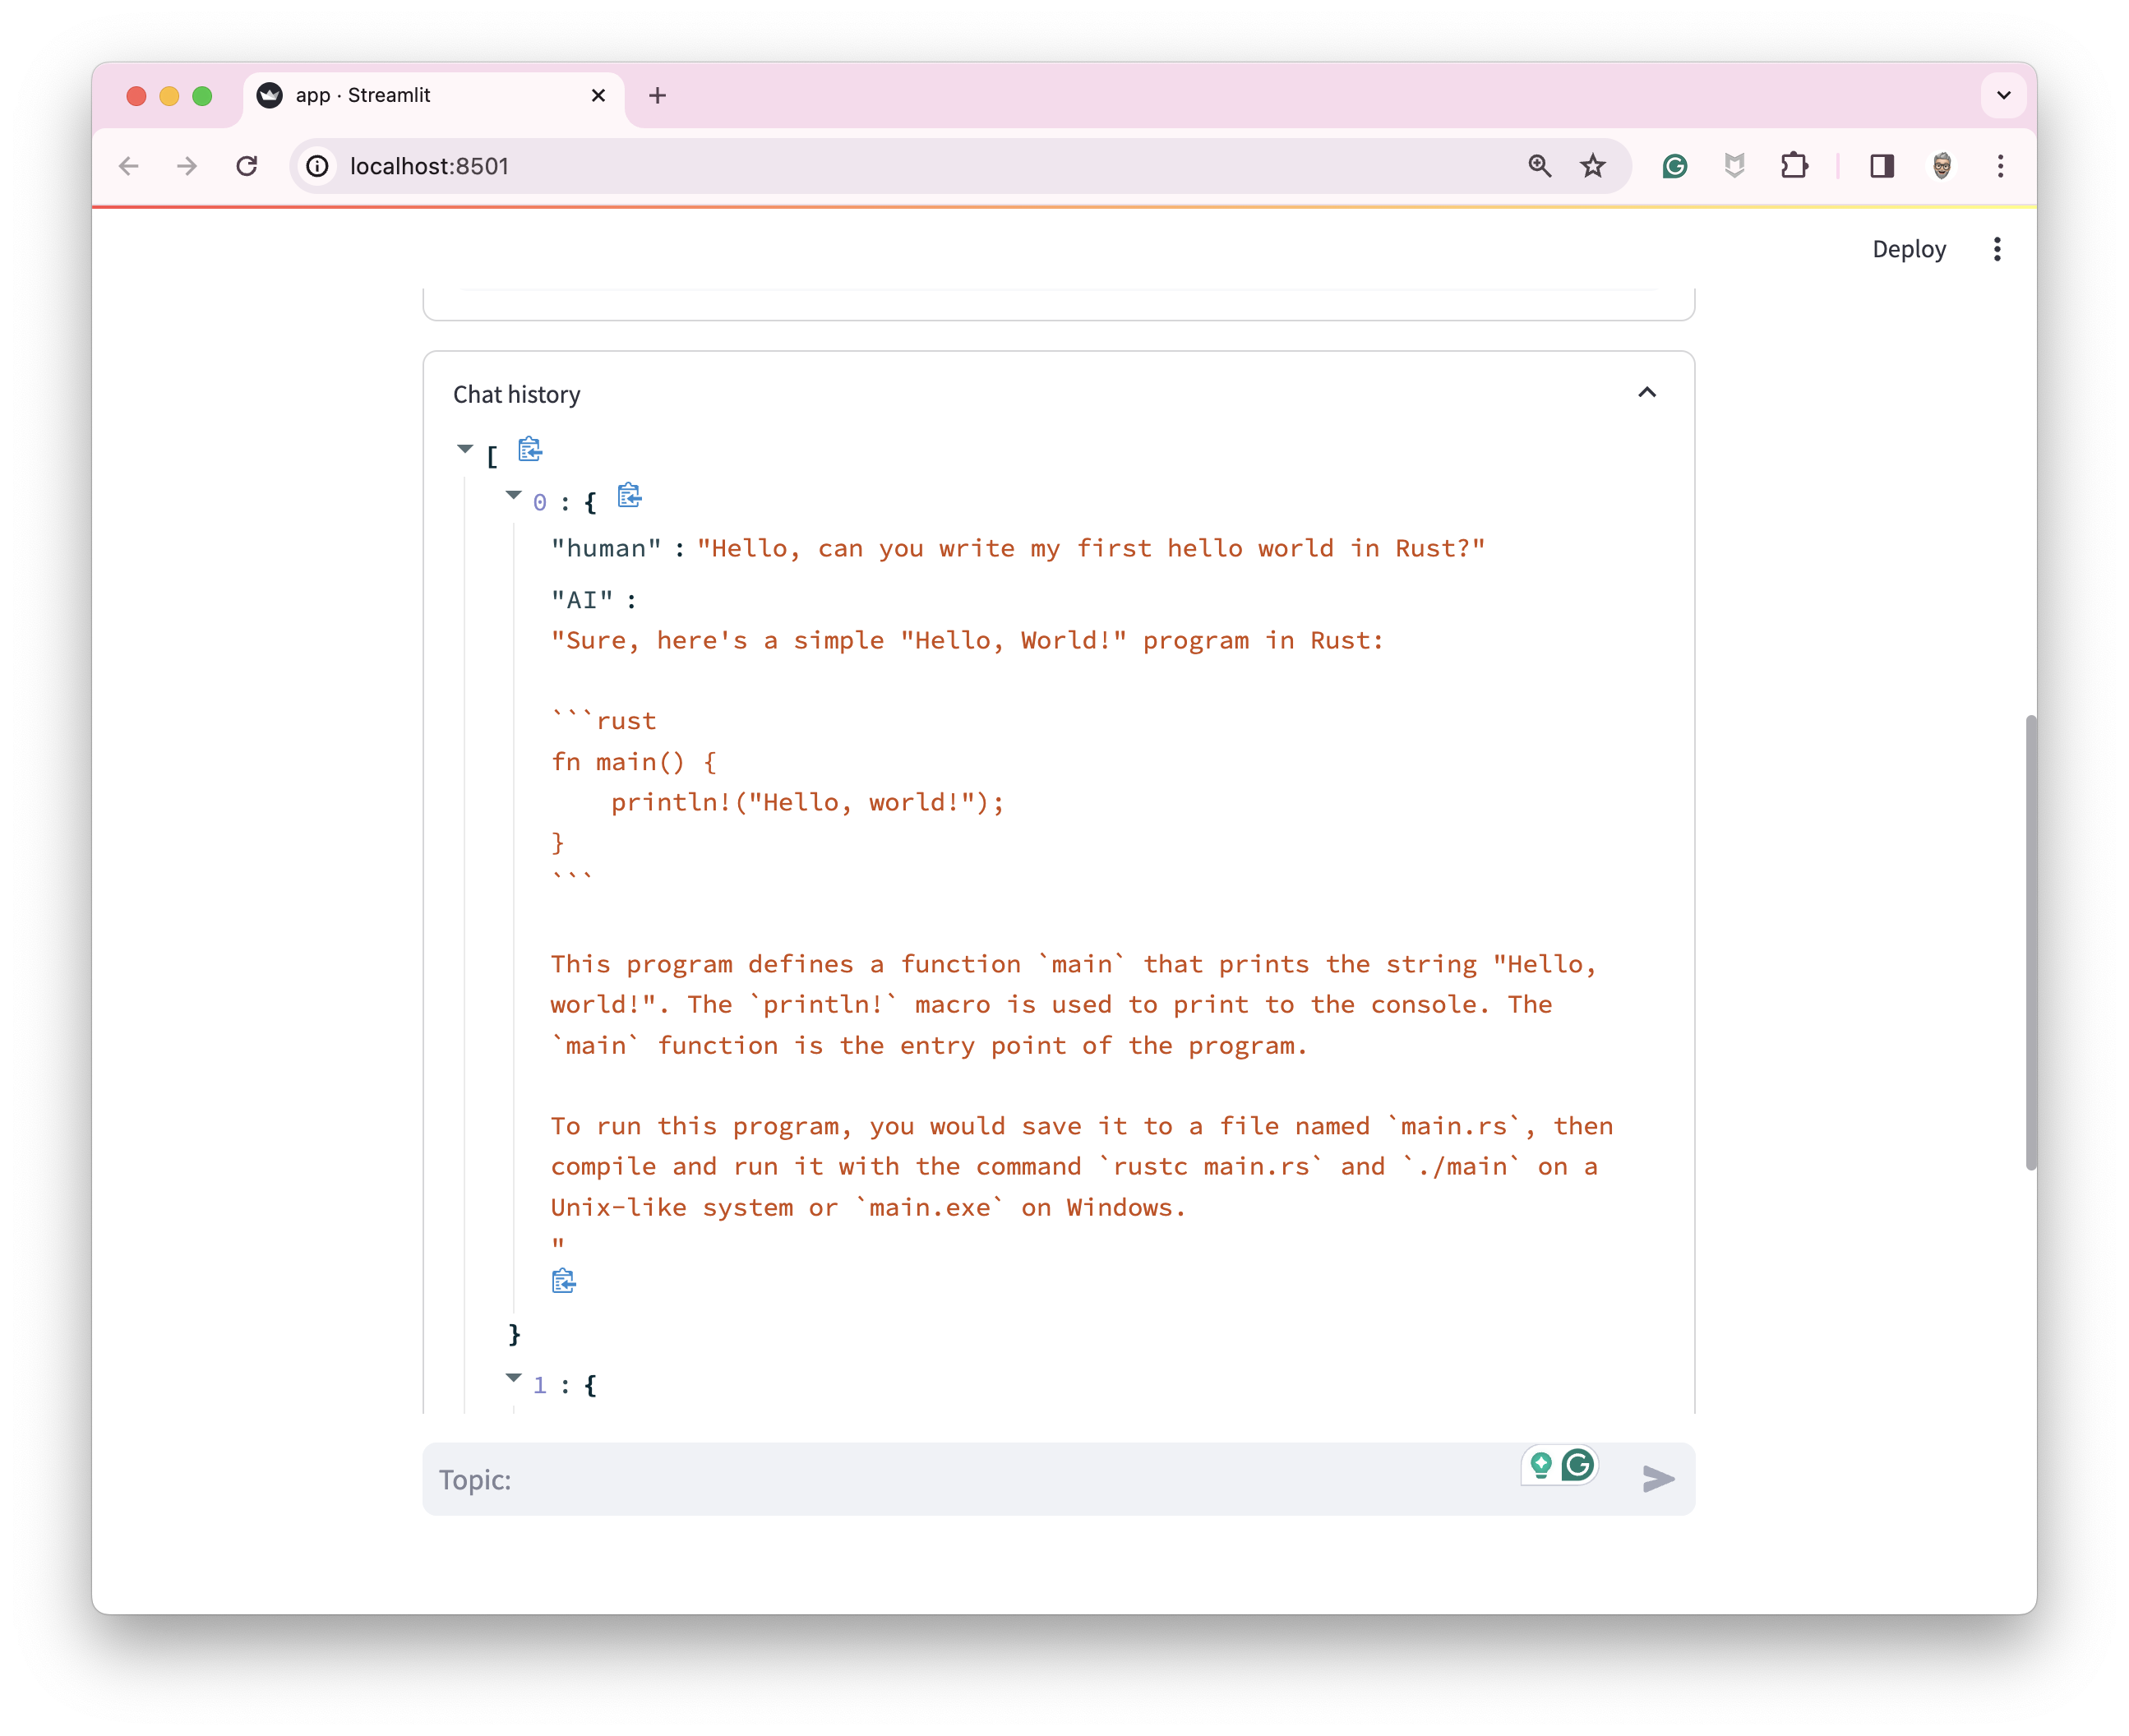 app · Streamlit
localhost:8501
Deploy
Chat history
[
0 : {
"human" : "Hello, can you write my first hello world in Rust?"
"AI" :
"Sure, here's a simple "Hello, World!" program in Rust:
```rust
fn main() {
    println!("Hello, world!");
}
```
This program defines a function `main` that prints the string "Hello,
world!". The `println!` macro is used to print to the console. The
`main` function is the entry point of the program.
To run this program, you would save it to a file named `main.rs`, then
compile and run it with the command `rustc main.rs` and `./main` on a
Unix-like system or `main.exe` on Windows.
"
}
1 : {
Topic: